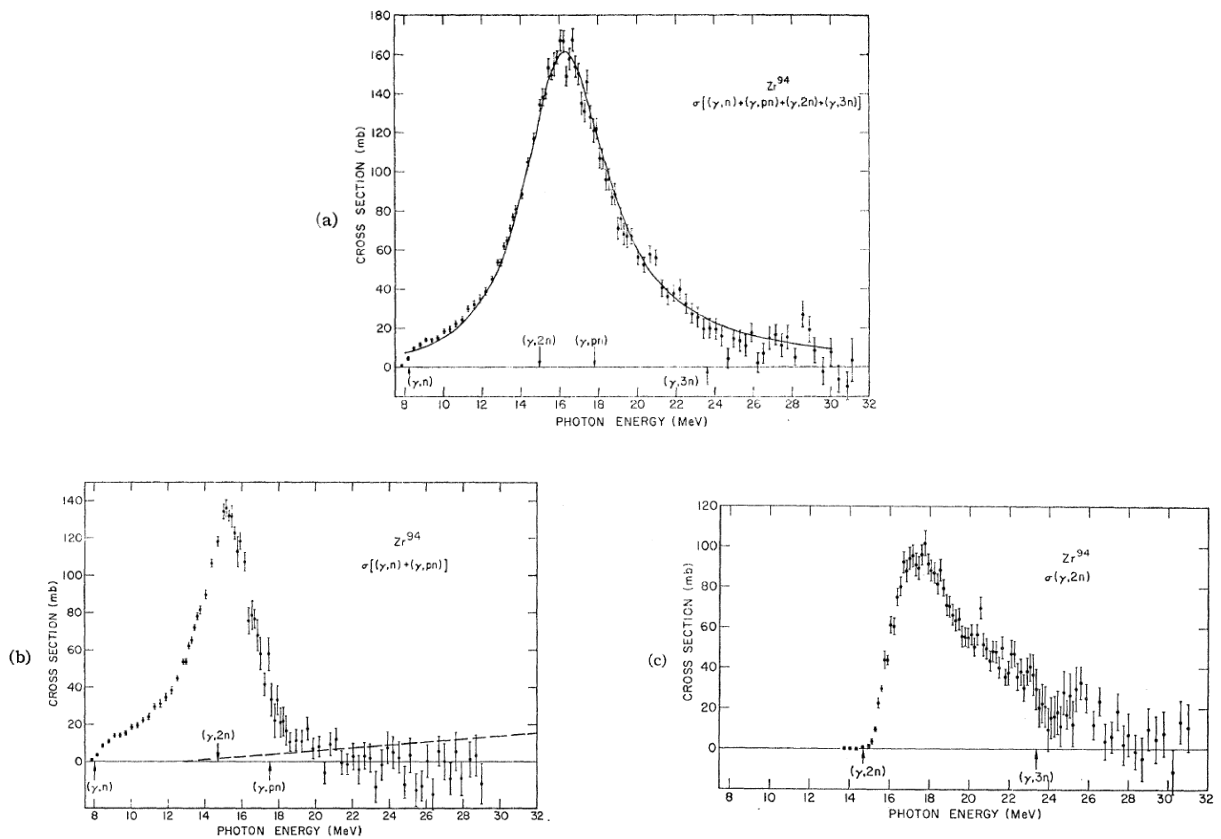 180
160
140
120
100
80
60
40
20
0
CROSS SECTION (mb)
Zr94
σ[(γ,n)+(γ,pn)+(γ,2n)+(γ,3n)]
(a)
(γ,2n)
(γ,pn)
(γ,n)
(γ,3n)
8 10 12 14 16 18 20 22 24 26 28 30 32
PHOTON ENERGY (MeV)
140
120
100
80
60
40
20
0
CROSS SECTION (mb)
Zr94
σ[(γ,n)+(γ,pn)]
(b)
(γ,2n)
(γ,n)
(γ,pn)
8 10 12 14 16 18 20 22 24 26 28 30 32
PHOTON ENERGY (MeV)
120
100
80
60
40
20
0
CROSS SECTION (mb)
Zr94
σ(γ,2n)
(c)
(γ,2n)
(γ,3n)
8 10 12 14 16 18 20 22 24 26 28 30 32
PHOTON ENERGY (MeV)